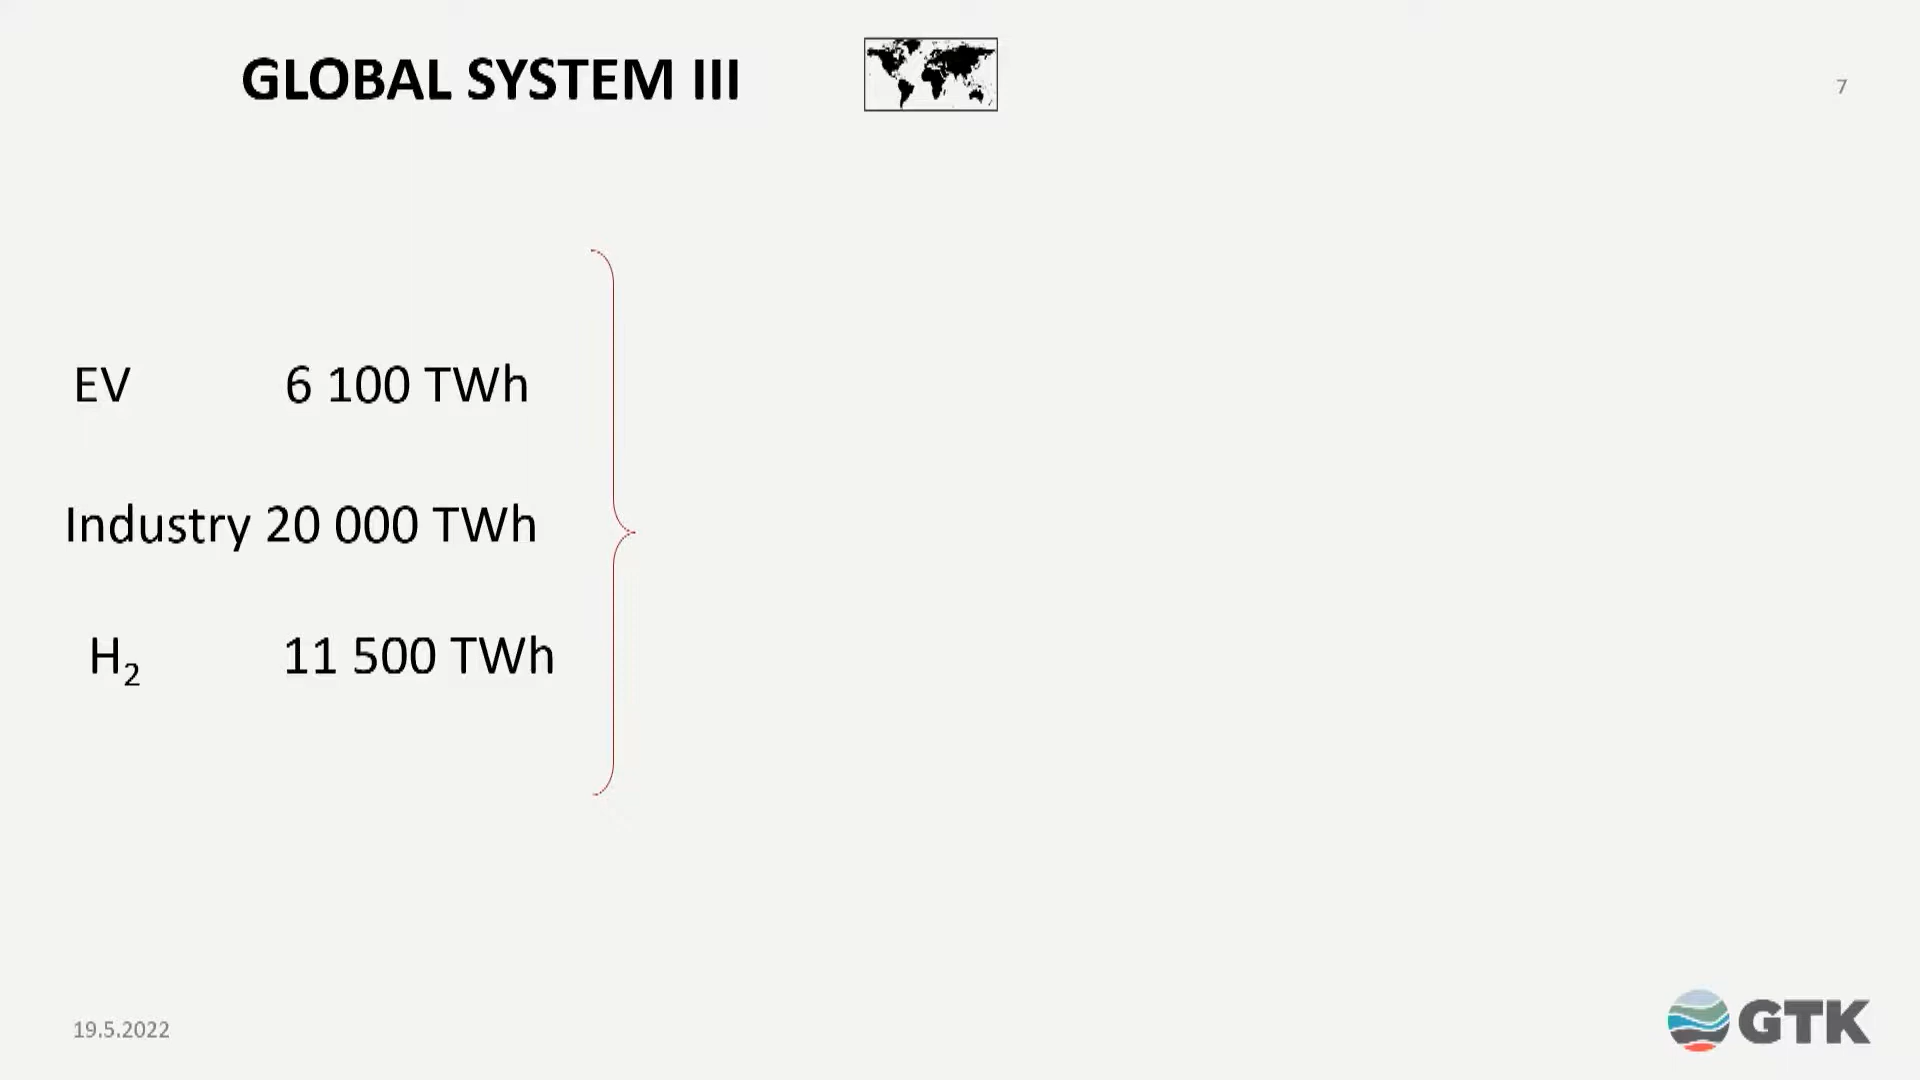 GLOBAL SYSTEM III
7
EV 6 100 TWh
Industry 20 000 TWh
H₂ 11 500 TWh
19.5.2022
GTK